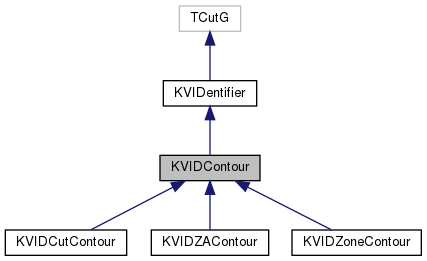 TCutG
KVIDentifier
KVIDContour
KVIDCutContour
KVIDZAContour
KVIDZoneContour